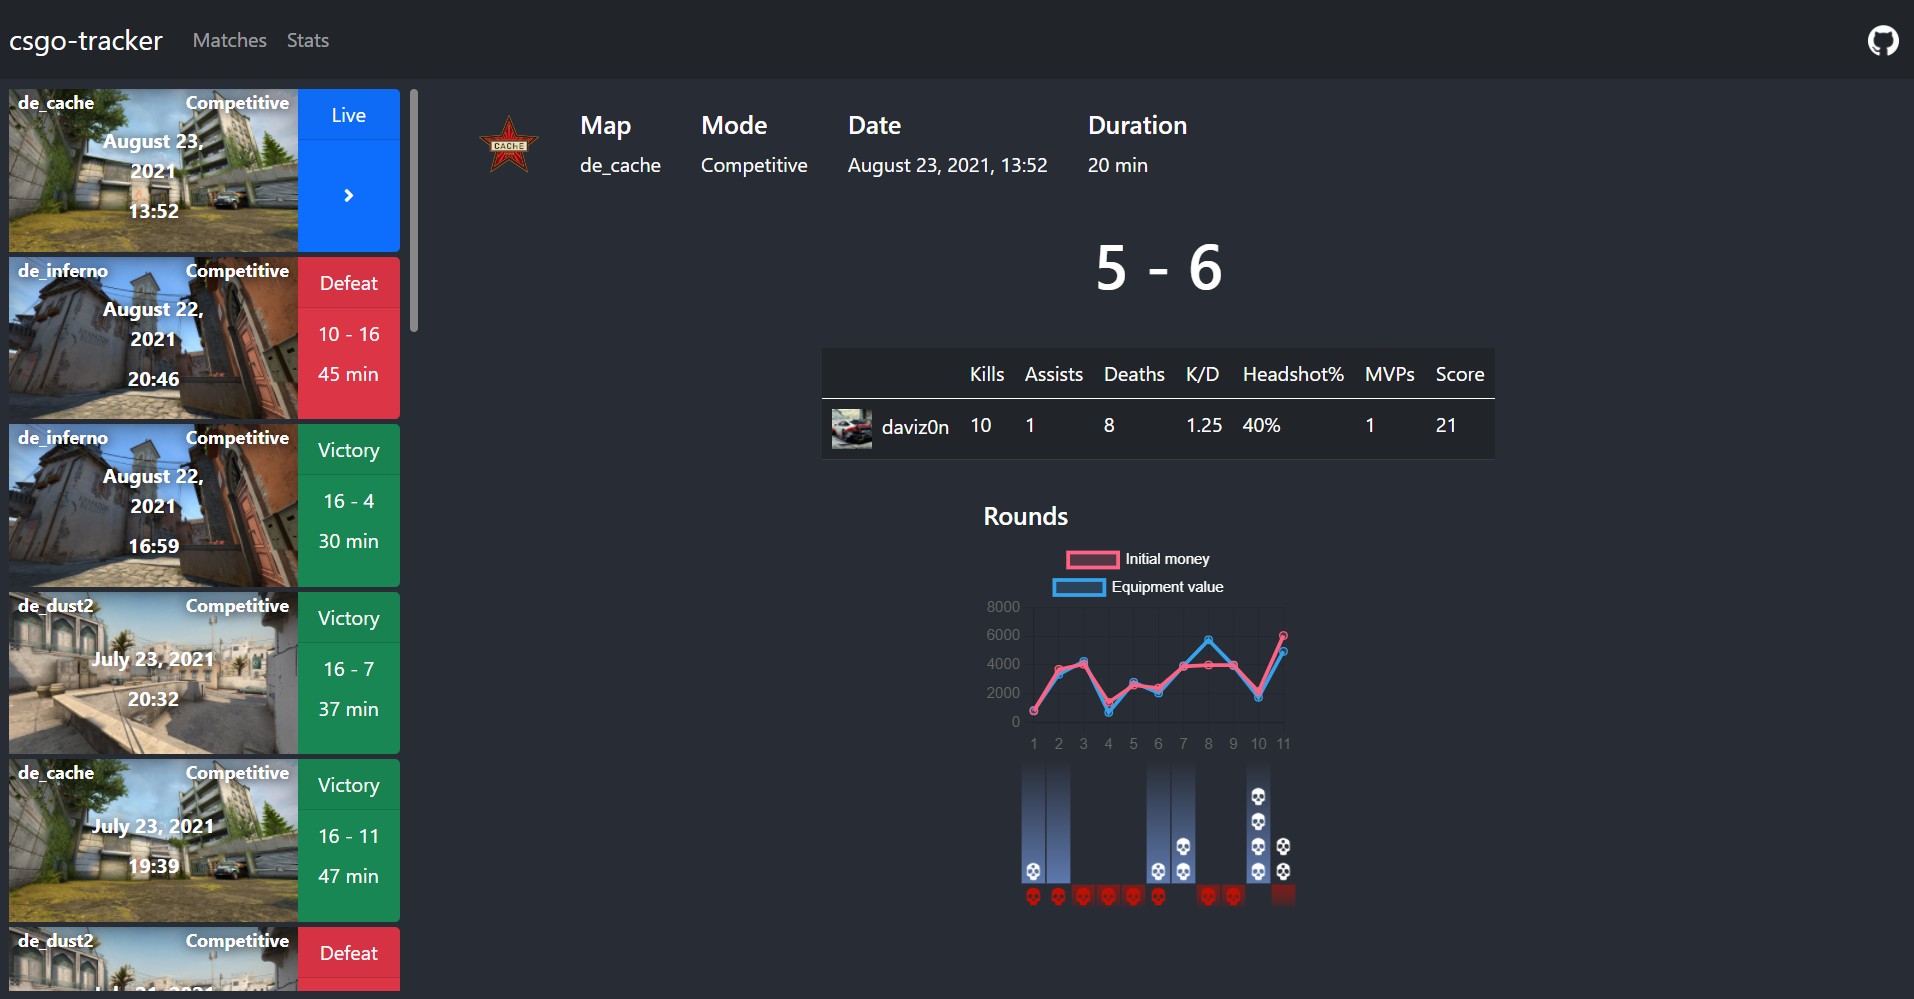 csgo-tracker Matches Stats
de_cache Competitive
August 23,
2021
13:52
Live
de_inferno Competitive
August 22,
2021
20:46
Defeat
10 - 16
45 min
de_inferno Competitive
August 22,
2021
16:59
Victory
16 - 4
30 min
de_dust2 Competitive
July 23, 2021
20:32
Victory
16 - 7
37 min
de_cache Competitive
July 23, 2021
19:39
Victory
16 - 11
47 min
de_dust2 Competitive
Defeat
CACHE
Map Mode Date Duration
de_cache Competitive August 23, 2021, 13:52 20 min
5 - 6
Kills Assists Deaths K/D Headshot% MVPs Score
daviz0n 10 1 8 1.25 40% 1 21
Rounds
Initial money
Equipment value
8000
6000
4000
2000
0
1 2 3 4 5 6 7 8 9 10 11